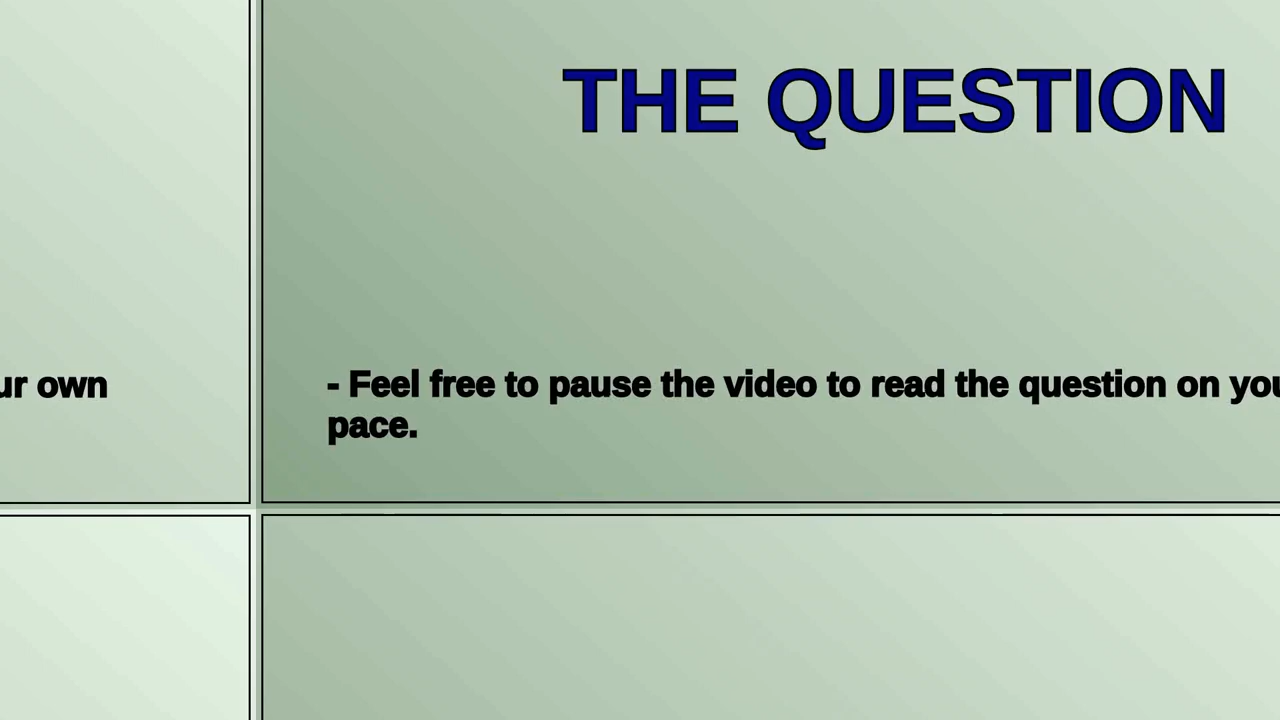 THE QUESTION
ur own
- Feel free to pause the video to read the question on you
pace.